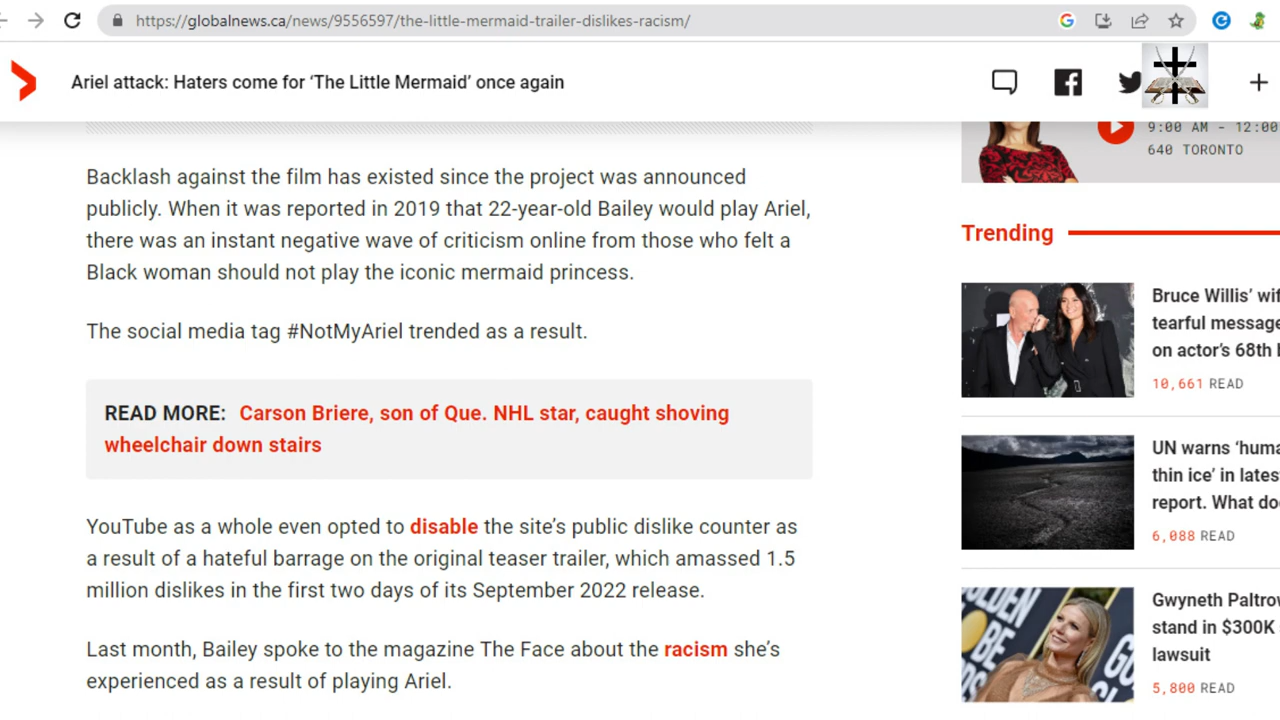 https://globalnews.ca/news/9556597/the-little-mermaid-trailer-dislikes-racism/
Ariel attack: Haters come for ‘The Little Mermaid’ once again
Backlash against the film has existed since the project was announced
publicly. When it was reported in 2019 that 22-year-old Bailey would play Ariel,
there was an instant negative wave of criticism online from those who felt a
Black woman should not play the iconic mermaid princess.
The social media tag #NotMyAriel trended as a result.
READ MORE: Carson Briere, son of Que. NHL star, caught shoving
wheelchair down stairs
YouTube as a whole even opted to disable the site’s public dislike counter as
a result of a hateful barrage on the original teaser trailer, which amassed 1.5
million dislikes in the first two days of its September 2022 release.
Last month, Bailey spoke to the magazine The Face about the racism she’s
experienced as a result of playing Ariel.
9:00 AM - 12:00
640 TORONTO
Trending
Bruce Willis’ wif
tearful message
on actor’s 68th
10,661 READ
UN warns ‘huma
thin ice’ in lates
report. What do
6,088 READ
Gwyneth Paltro
stand in $300K
lawsuit
5,800 READ